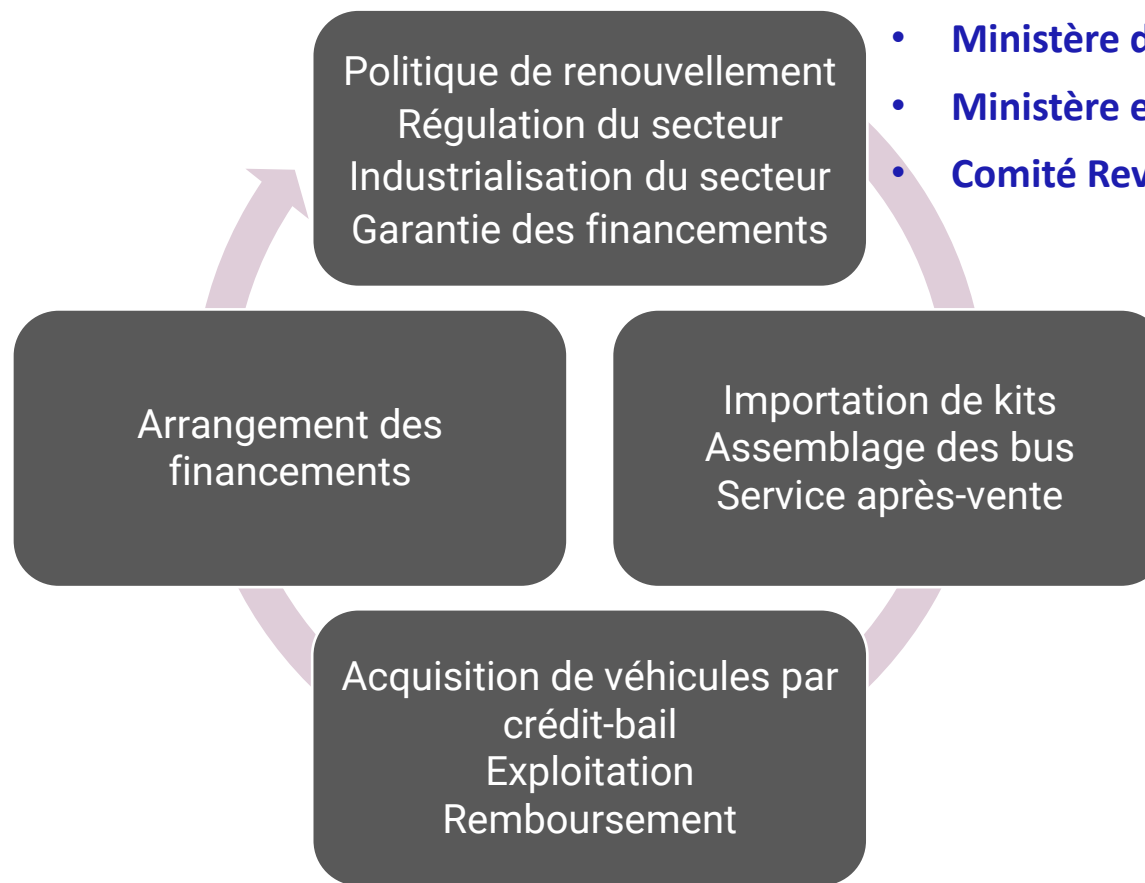 Politique de renouvellement
Régulation du secteur
Industrialisation du secteur
Garantie des financements
• Ministère
• Ministère
• Comité
Arrangement des
financements
Importation de kits
Assemblage des bus
Service après-vente
Acquisition de véhicules par
crédit-bail
Exploitation
Remboursement